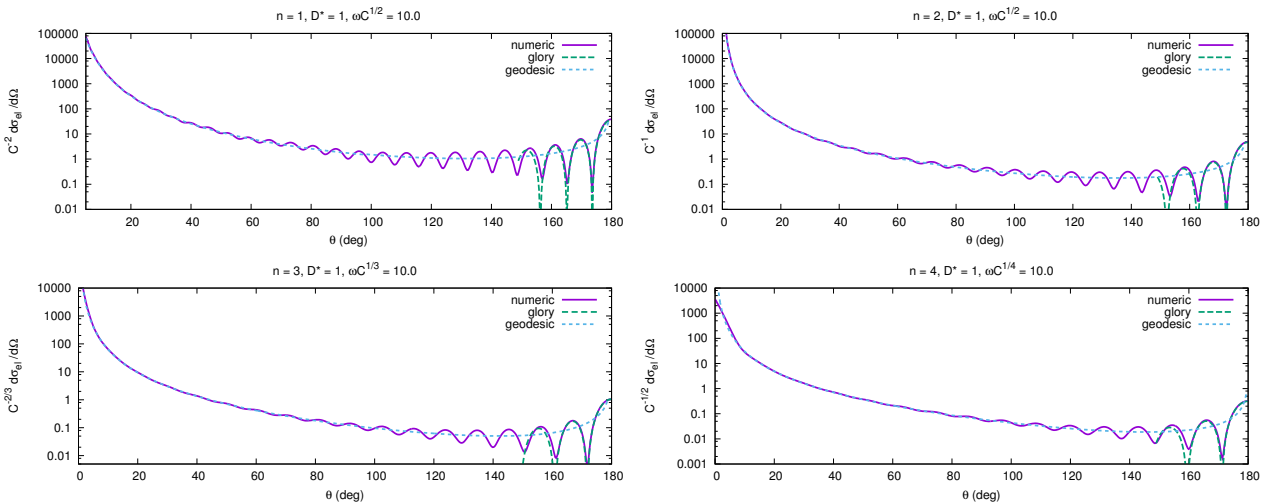 n = 1, D* = 1, ωC^1/2 = 10.0
C^-2 dσ_el/dΩ
100000
10000
1000
100
10
1
0.1
0.01
numeric
glory
geodesic
20 40 60 80 100 120 140 160 180
θ (deg)
n = 2, D* = 1, ωC^1/2 = 10.0
C^-1 dσ_el/dΩ
100000
10000
1000
100
10
1
0.1
0.01
numeric
glory
geodesic
0 20 40 60 80 100 120 140 160 180
θ (deg)
n = 3, D* = 1, ωC^1/3 = 10.0
C^-2/3 dσ_el/dΩ
10000
1000
100
10
1
0.1
0.01
numeric
glory
geodesic
0 20 40 60 80 100 120 140 160 180
θ (deg)
n = 4, D* = 1, ωC^1/4 = 10.0
C^-1/2 dσ_el/dΩ
10000
1000
100
10
1
0.1
0.01
0.001
numeric
glory
geodesic
0 20 40 60 80 100 120 140 160 180
θ (deg)